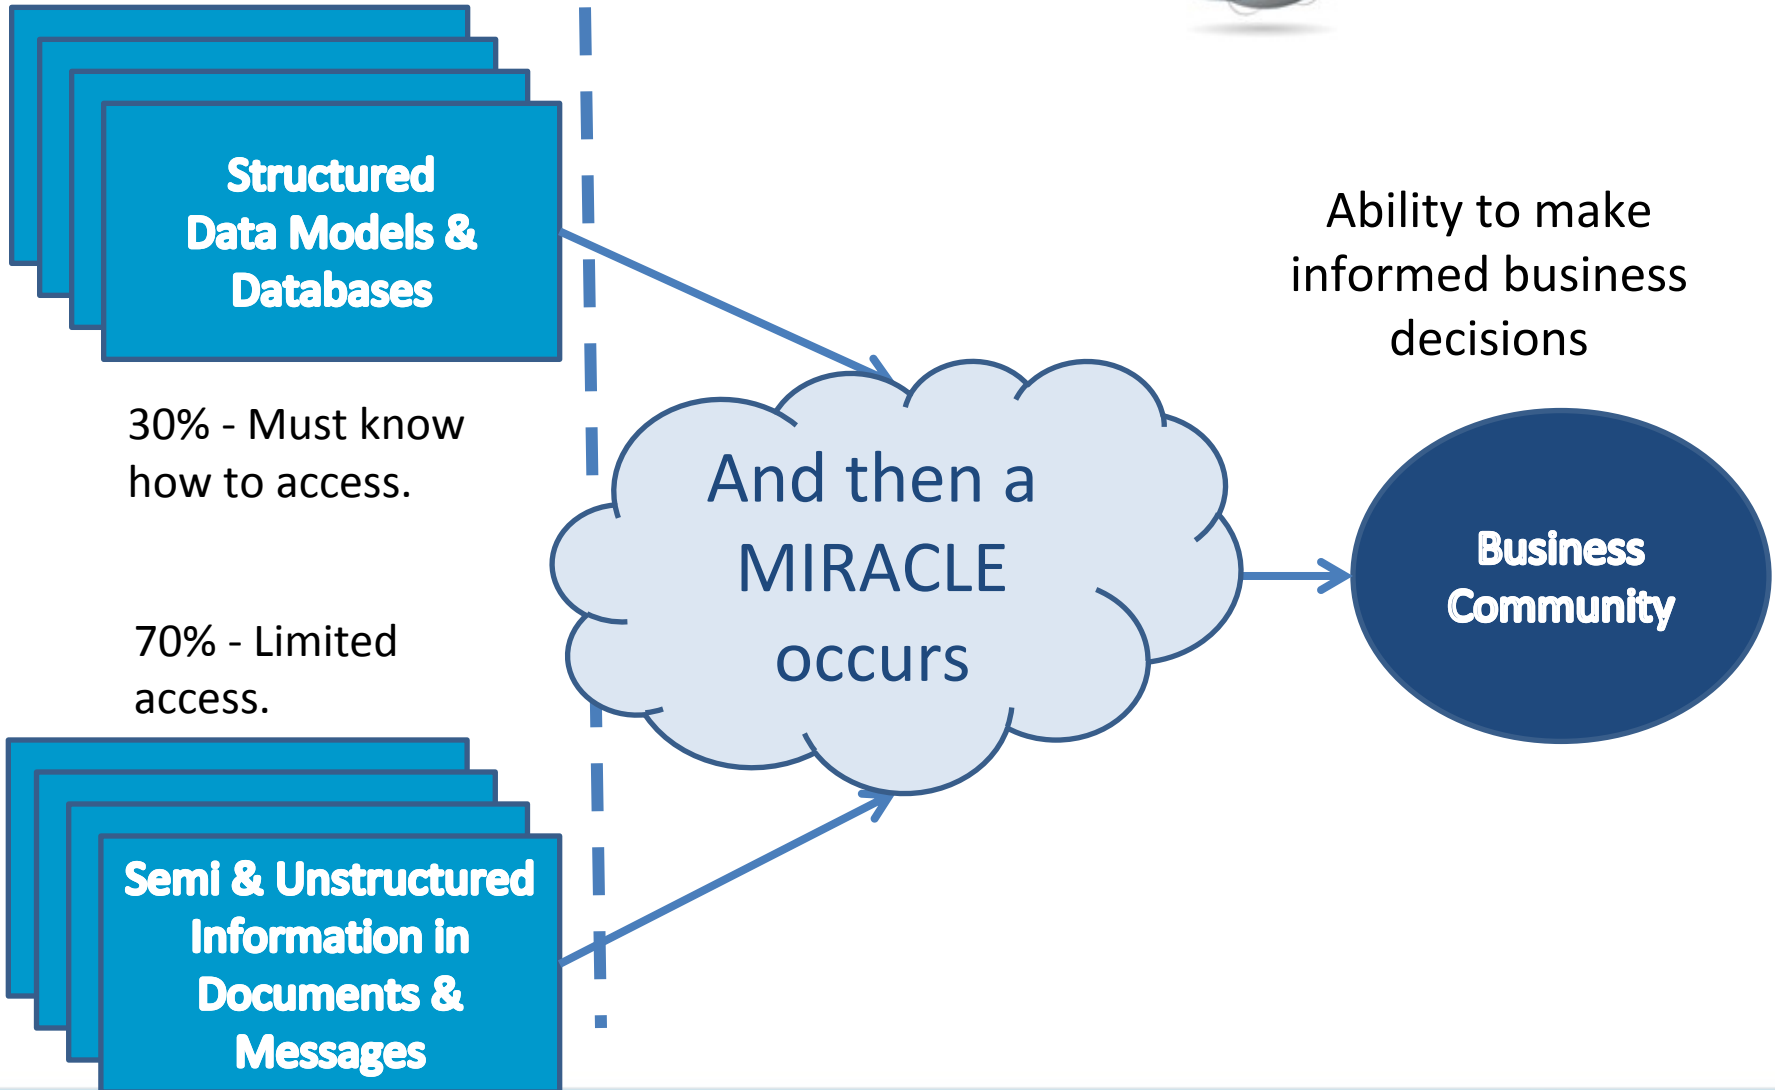 Structured
Data Models &
Databases
30% - Must know
how to access.
70% - Limited
access.
Semi & Unstructured
Information in
Documents &
Messages
And then a
MIRACLE
occurs
Ability to make
informed business
decisions
Business
Community